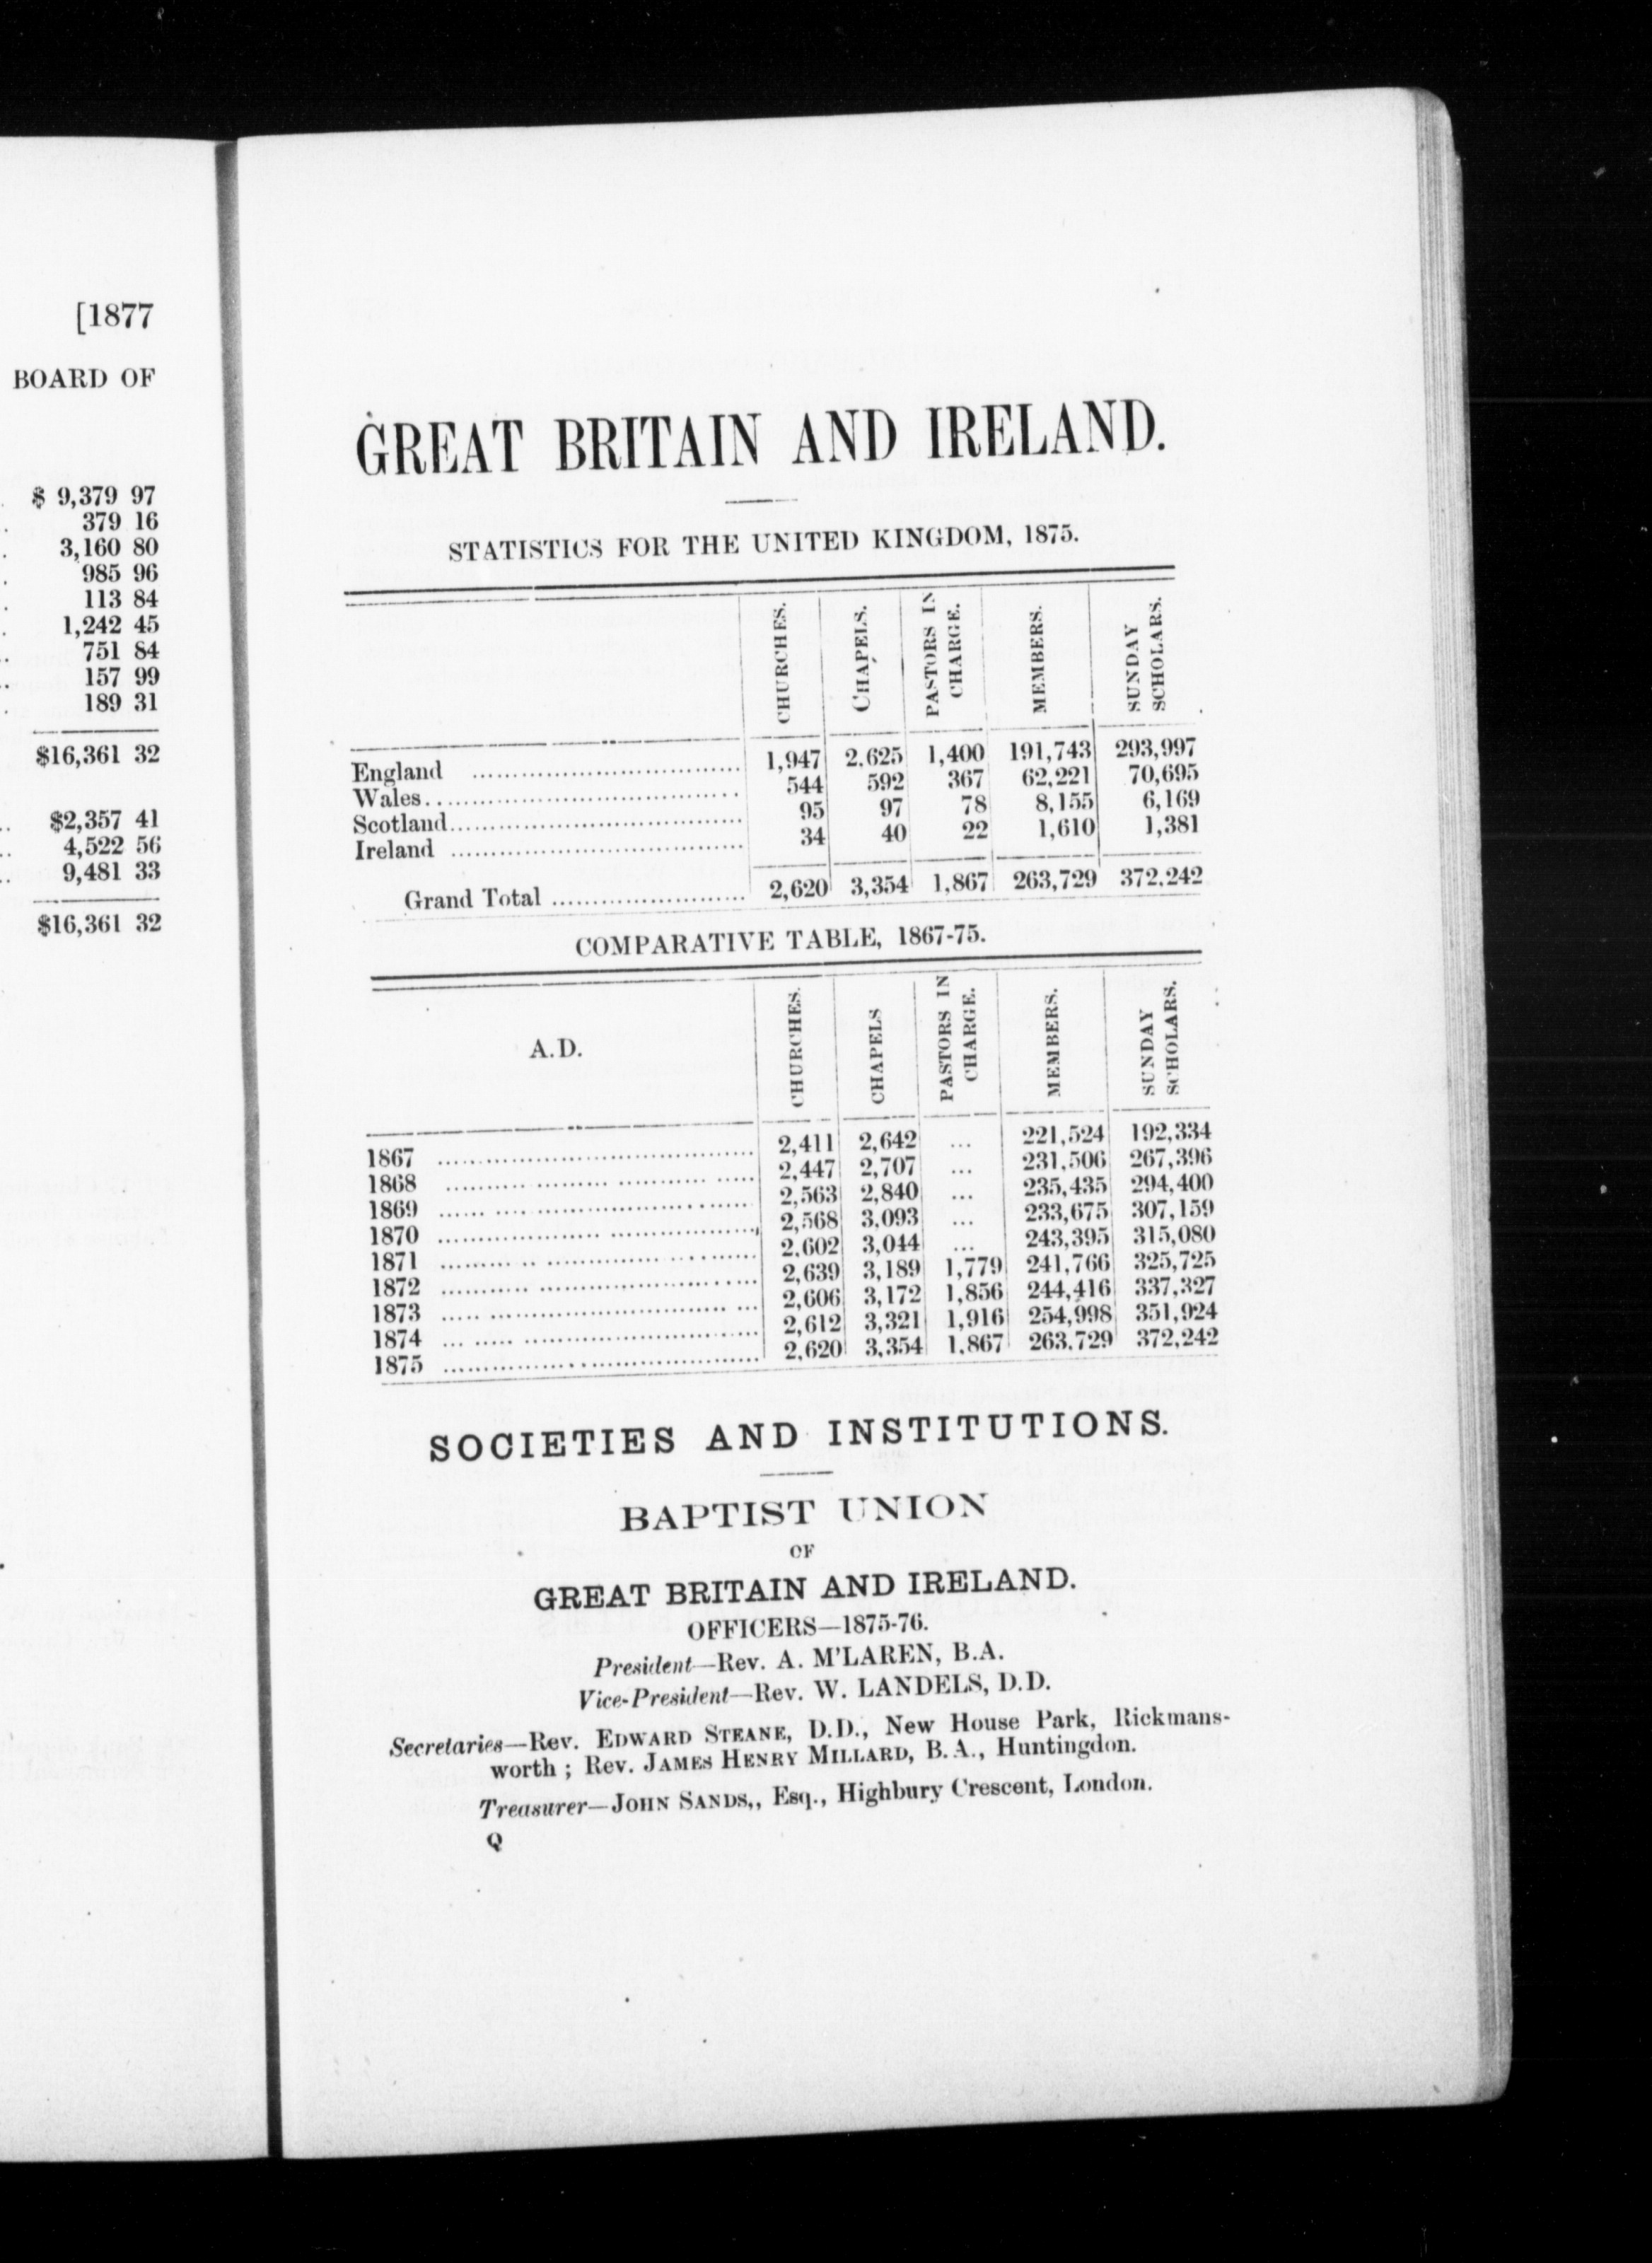 [1877
BOARD OF
$ 9,379 97
379 16
3,160 80
985 96
113 84
1,242 45
751 84
157 99
189 31
$16,361 32
$2,357 41
4,522 56
9,481 33
$16,361 32
GREAT BRITAIN AND IRELAND.
STATISTICS FOR THE UNITED KINGDOM, 1875.
CHURCHES. CHAPELS. PASTORS IN CHARGE. MEMBERS. SUNDAY SCHOLARS.
England 1,947 2,625 1,400 191,743 293,997
Wales 544 592 367 62,221 70,695
Scotland 95 97 78 8,155 6,169
Ireland 34 40 22 1,610 1,381
Grand Total 2,620 3,354 1,867 263,729 372,242
COMPARATIVE TABLE, 1867-75.
A.D. CHURCHES. CHAPELS PASTORS IN CHARGE. MEMBERS. SUNDAY SCHOLARS.
1867 2,411 2,642 ... 221,524 192,334
1868 2,447 2,707 ... 231,506 267,396
1869 2,563 2,840 ... 235,435 294,400
1870 2,568 3,093 ... 233,675 307,159
1871 2,602 3,044 ... 243,395 315,080
1872 2,639 3,189 1,779 241,766 325,725
1873 2,606 3,172 1,856 244,416 337,327
1874 2,612 3,321 1,916 254,998 351,924
1875 2,620 3,354 1,867 263,729 372,242
SOCIETIES AND INSTITUTIONS.
BAPTIST UNION
OF
GREAT BRITAIN AND IRELAND.
OFFICERS—1875-76.
President—Rev. A. M'LAREN, B.A.
Vice-President—Rev. W. LANDELS, D.D.
Secretaries—Rev. EDWARD STEANE, D.D., New House Park, Rickmans-
worth ; Rev. JAMES HENRY MILLARD, B.A., Huntingdon.
Treasurer—JOHN SANDS,, Esq., Highbury Crescent, London.
Q